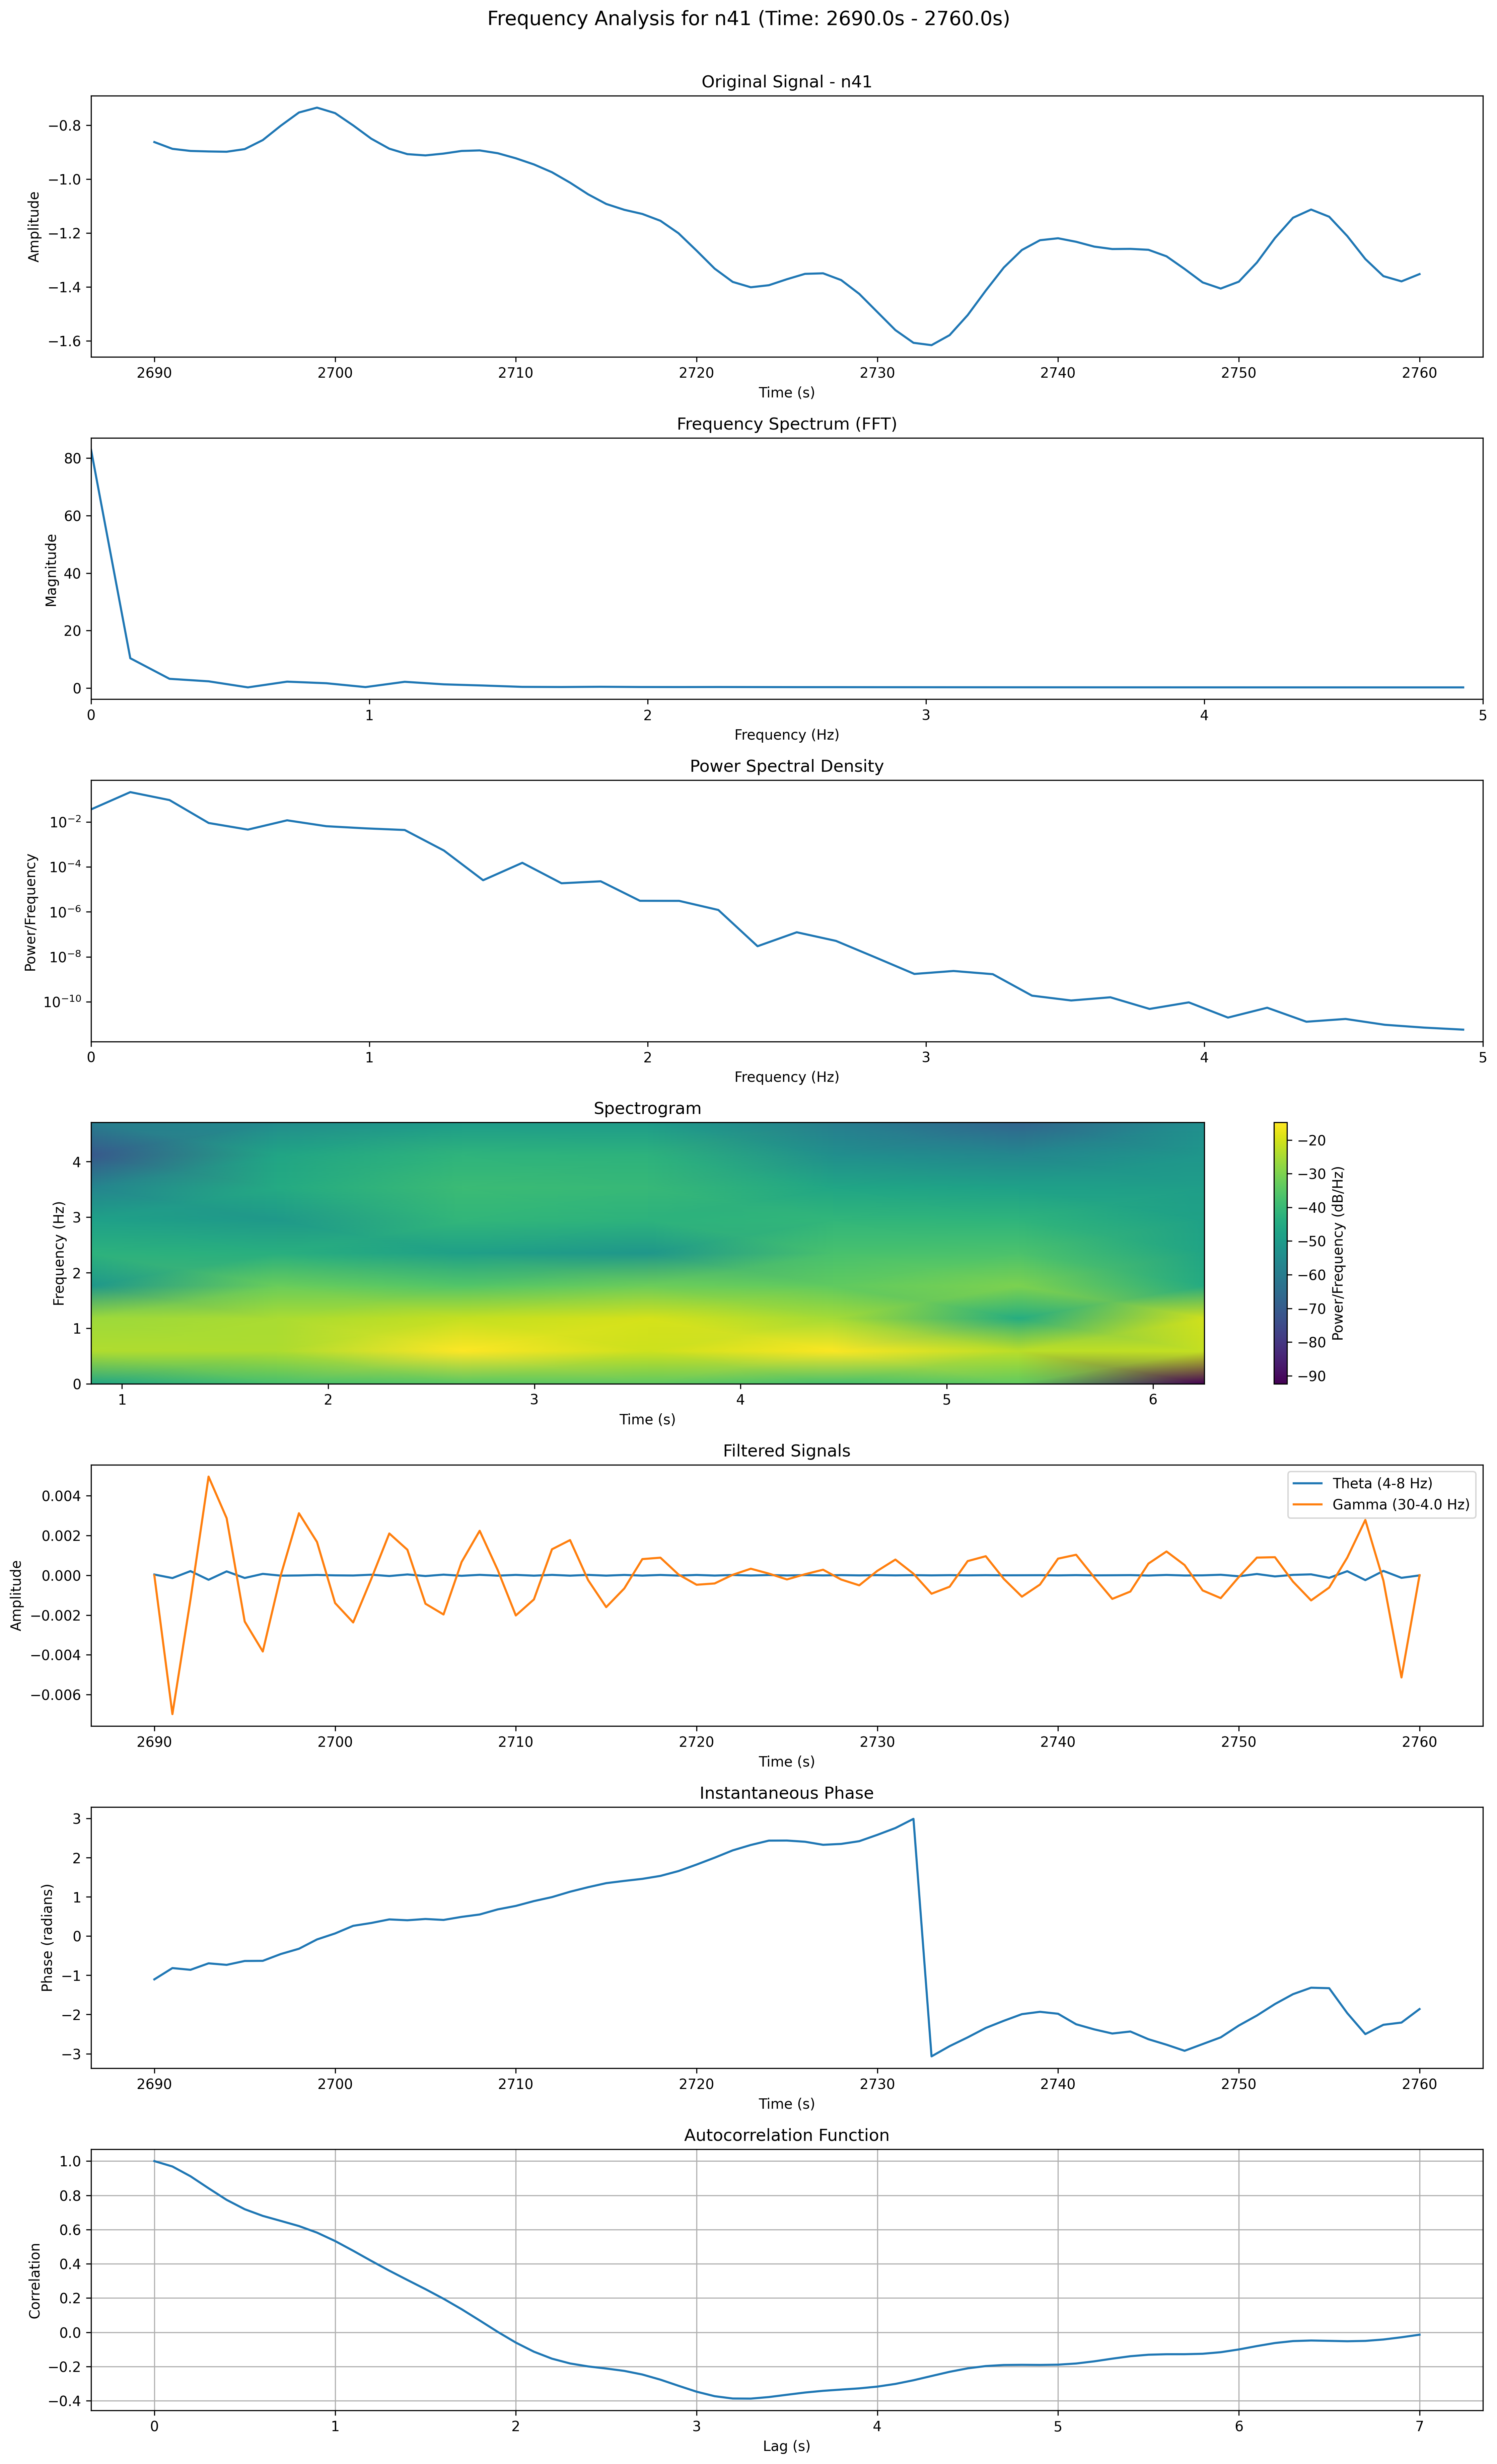 Frequency Analysis for n41 (Time: 2690.0s - 2760.0s)
Original Signal - n41
Amplitude
−0.8
−1.0
−1.2
−1.4
−1.6
2690 2700 2710 2720 2730 2740 2750 2760
Time (s)
Frequency Spectrum (FFT)
Magnitude
80
60
40
20
0
0 1 2 3 4 5
Frequency (Hz)
Power Spectral Density
Power/Frequency
10⁻²
10⁻⁴
10⁻⁶
10⁻⁸
10⁻¹⁰
0 1 2 3 4 5
Frequency (Hz)
Spectrogram
Frequency (Hz)
4
3
2
1
0
1 2 3 4 5 6
Time (s)
−20
−30
−40
−50
−60
−70
−80
−90
Power/Frequency (dB/Hz)
Filtered Signals
Amplitude
0.004
0.002
0.000
−0.002
−0.004
−0.006
Theta (4-8 Hz)
Gamma (30-4.0 Hz)
2690 2700 2710 2720 2730 2740 2750 2760
Time (s)
Instantaneous Phase
Phase (radians)
3
2
1
0
−1
−2
−3
2690 2700 2710 2720 2730 2740 2750 2760
Time (s)
Autocorrelation Function
Correlation
1.0
0.8
0.6
0.4
0.2
0.0
−0.2
−0.4
0 1 2 3 4 5 6 7
Lag (s)